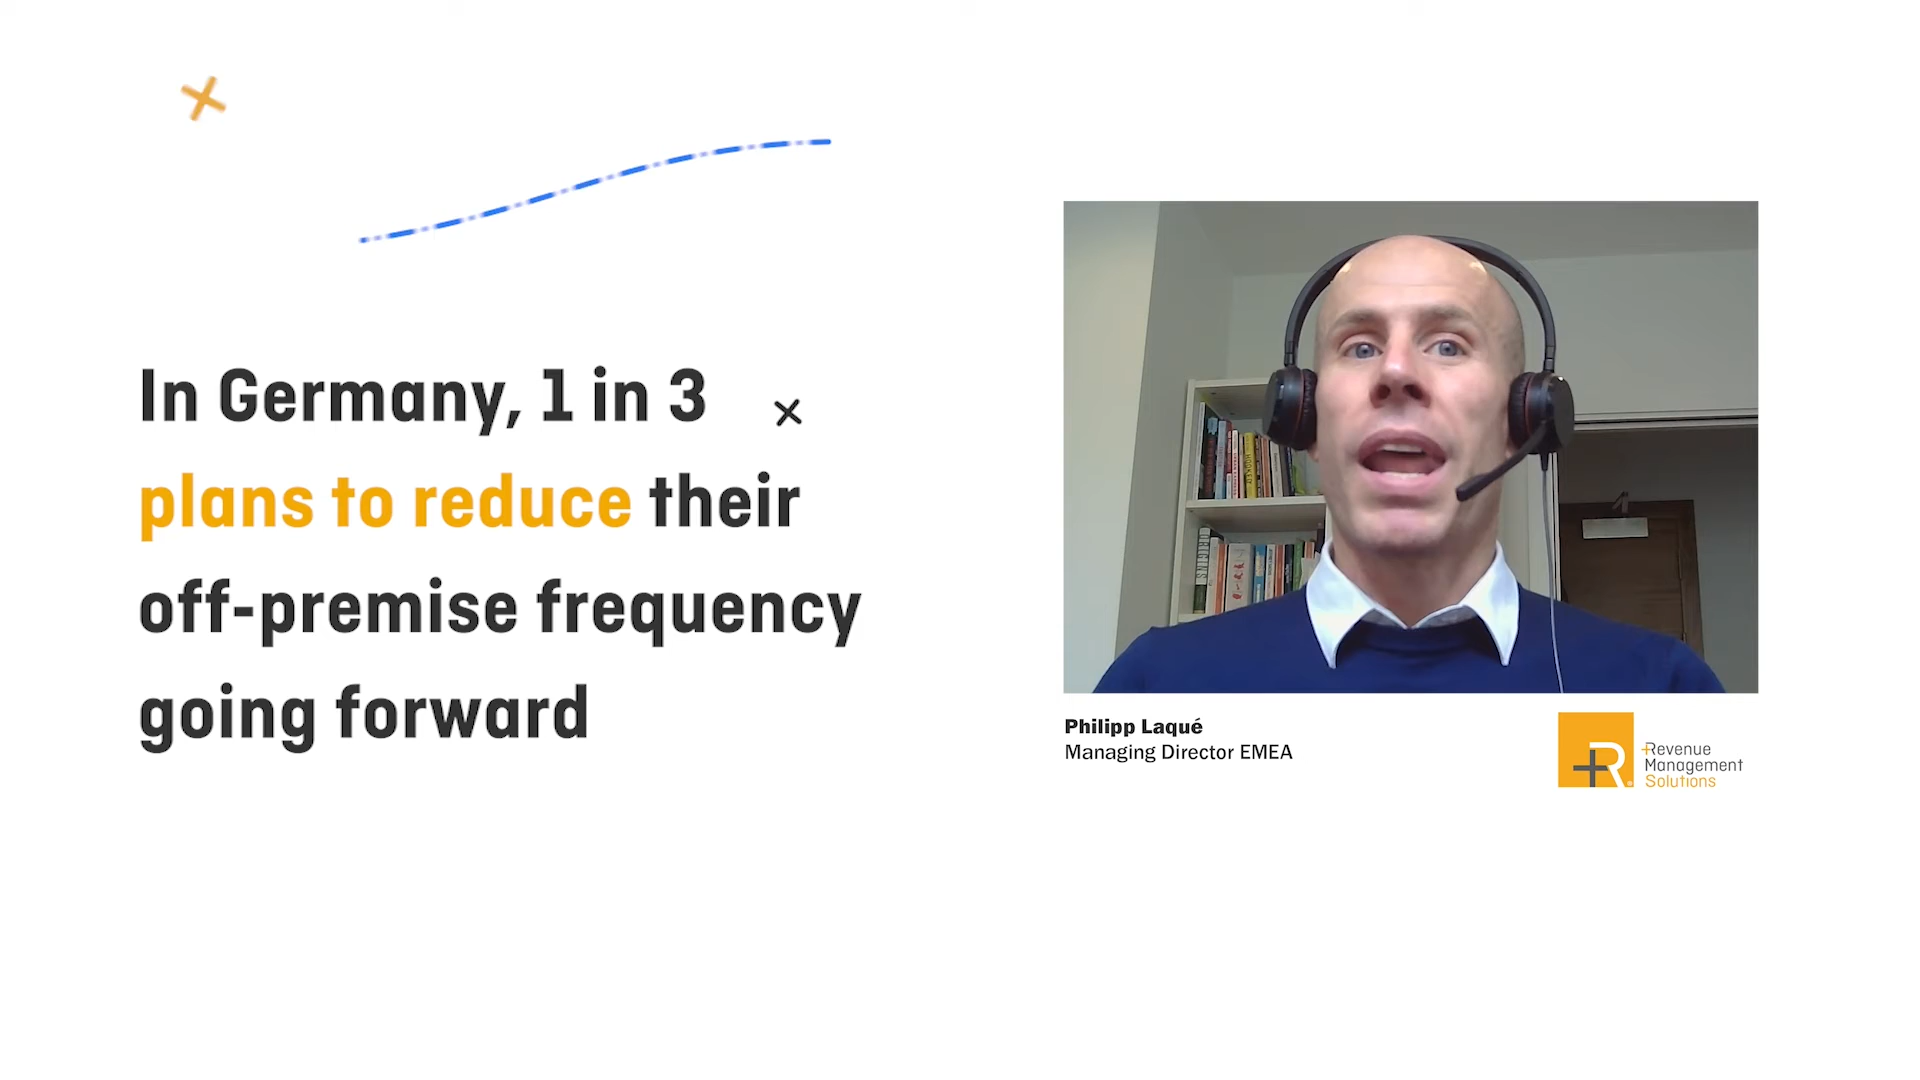 In Germany, 1 in 3
plans to reduce their
off-premise frequency
going forward
Philipp Laqué
Managing Director EMEA
+R
Revenue
Management
Solutions